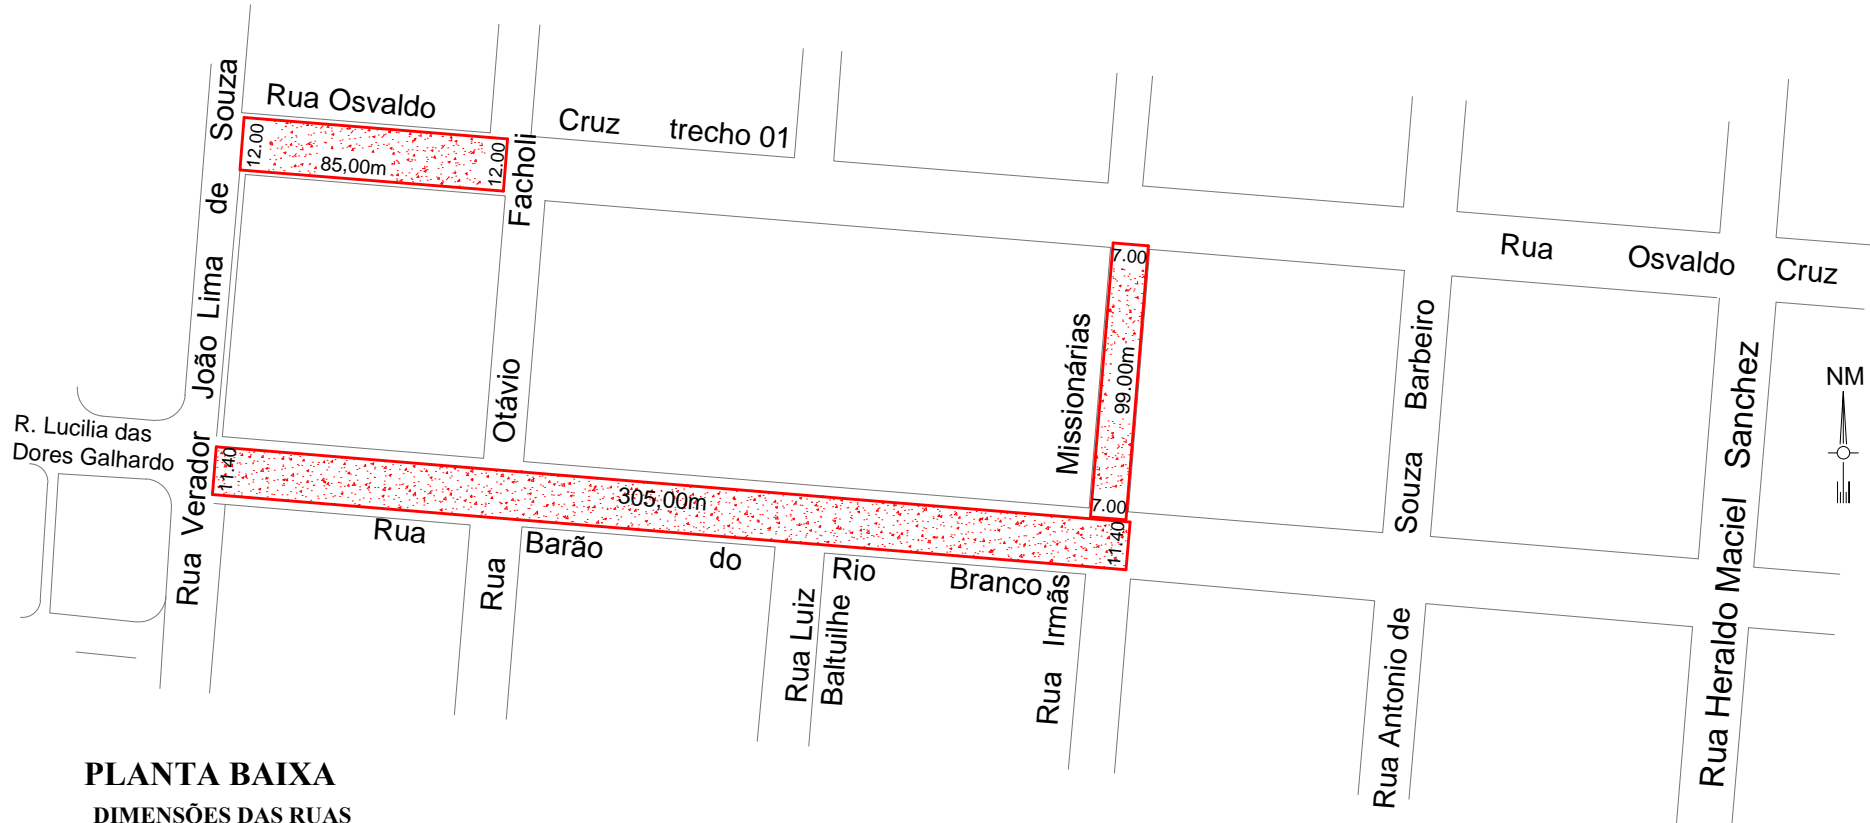 Rua Osvaldo
Cruz trecho 01
12.00
85,00m
12.00
Rua Verador João Lima de Souza
Rua Otávio Facholi
7.00
99.00m
7.00
Rua Irmãs Missionárias
Rua Osvaldo Cruz
Rua Antonio de Souza Barbeiro
Rua Heraldo Maciel Sanchez
NM
R. Lucilia das
Dores Galhardo
11.40
305,00m
11.40
Rua Barão do Rio Branco
Rua Luiz
Baltuilhe
PLANTA BAIXA
DIMENSÕES DAS RUAS